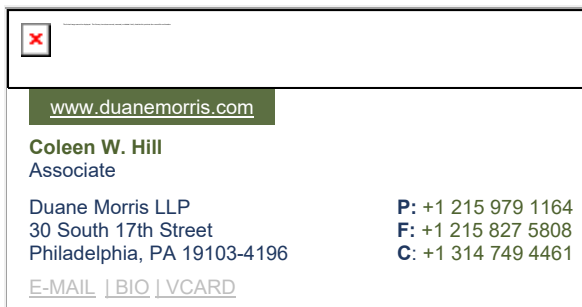 www.duanemorris.com
Coleen W. Hill
Associate
Duane Morris LLP P: +1 215 979 1164
30 South 17th Street F: +1 215 827 5808
Philadelphia, PA 19103-4196 C: +1 314 749 4461
E-MAIL | BIO | VCARD